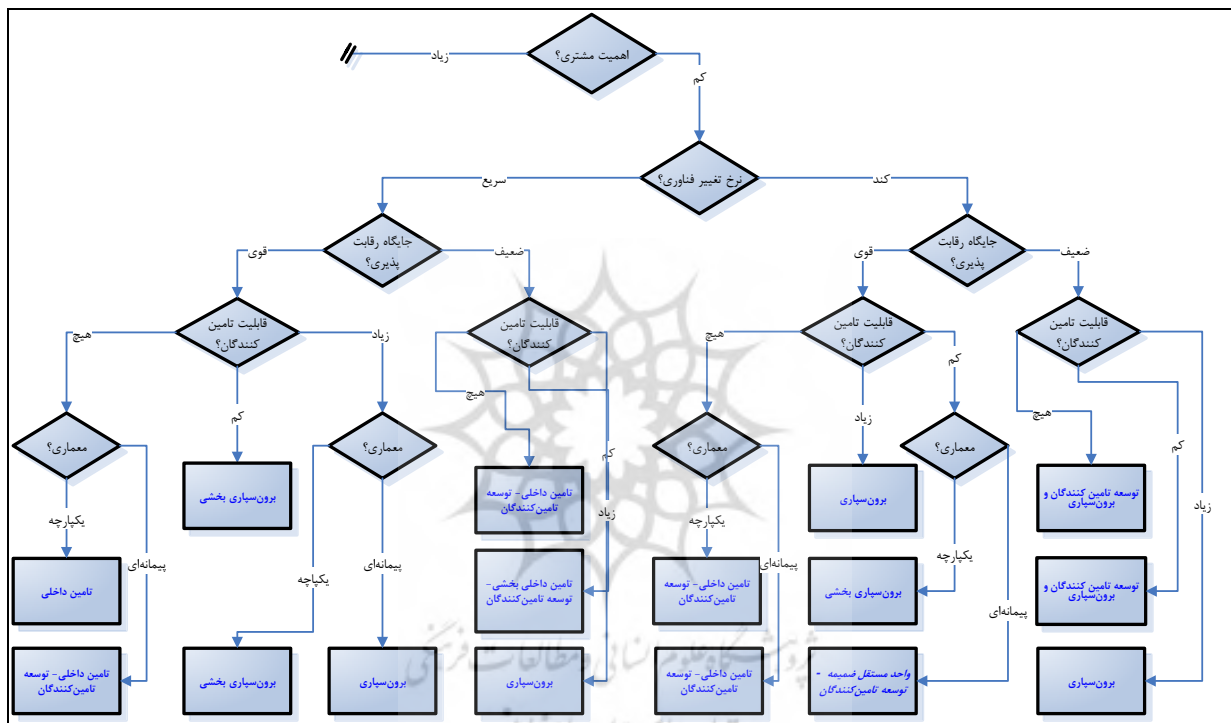 اهمیت مشتری؟
زیاد
کم
نرخ تغییر فناوری؟
سریع
کند
جایگاه رقابت
پذیری؟
جایگاه رقابت
پذیری؟
قوی
ضعیف
قوی
ضعیف
قابلیت تامین
کنندگان؟
قابلیت تامین
کنندگان؟
قابلیت تامین
کنندگان؟
قابلیت تامین
کنندگان؟
هیچ
زیاد
کم
هیچ
کم
زیاد
هیچ
زیاد
کم
هیچ
کم
زیاد
معماری؟
معماری؟
معماری؟
معماری؟
یکپارچه
پیمانه‌ای
یکپاچه
پیمانه‌ای
یکپارچه
پیمانه‌ای
یکپارچه
پیمانه‌ای
برون‌سپاری بخشی
تامین داخلی- توسعه
تامین‌کنندگان
برون‌سپاری
توسعه تامین کنندگان و
برون‌سپاری
تامین داخلی
تامین داخلی بخشی-
توسعه تامین‌کنندگان
تامین داخلی- توسعه
تامین‌کنندگان
برون‌سپاری بخشی
توسعه تامین کنندگان و
برون‌سپاری
تامین داخلی- توسعه
تامین‌کنندگان
برون‌سپاری بخشی
برون‌سپاری
برون‌سپاری
تامین داخلی- توسعه
تامین‌کنندگان
واحد مستقل ضمیمه -
توسعه تامین‌کنندگان
برون‌سپاری
پژوهشگاه علوم انسانی و مطالعات فرهنگی